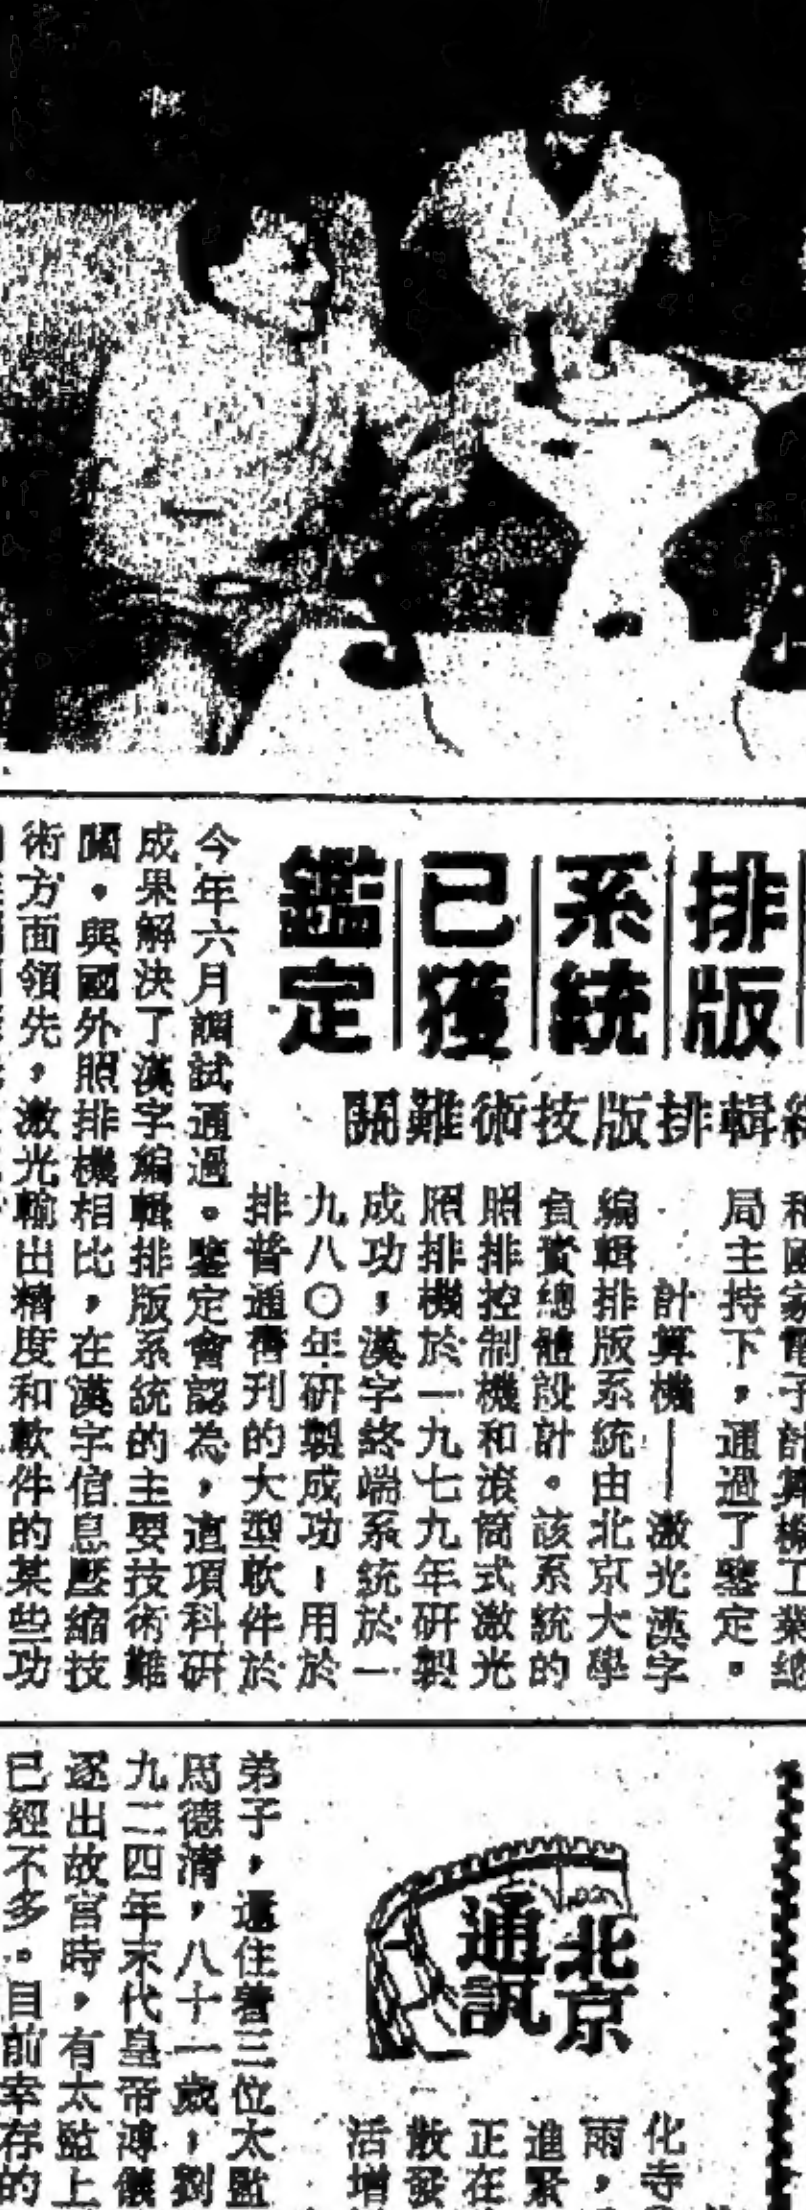 排版
系統
已獲
鑑定
輯排版技術難關
和國家電子計算機工業總
局主持下，通過了鑒定。
計算機——激光漢字
編輯排版系統由北京大學
負責總體設計。該系統的
照排控制機和滾筒式激光
照排機於一九七九年研製
成功，漢字終端系統於一
九八〇年研製成功，用於
排普通書刊的大型軟件於
今年六月調試通過。鑒定會認為，這項科研
成果解決了漢字編輯排版系統的主要技術難
關。與國外照排機相比，在漢字信息壓縮技
術方面領先，激光輸出精度和軟件的某些功
北京
通訊
化寺
雨，
進
正在
散發
活增
弟子，還住着三位太監
馬德清，八十一歲，劉
九二四年末代皇帝溥儀
逐出故宮時，有太監上
已經不多。目前幸存的